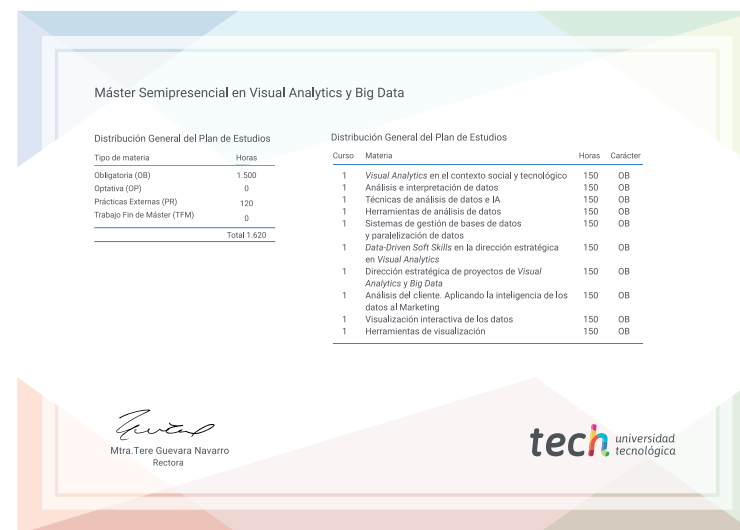 Máster Semipresencial en Visual Analytics y Big Data
Distribución General del Plan de Estudios
Tipo de materia Horas
Obligatoria (OB) 1.500
Optativa (OP) 0
Prácticas Externas (PR) 120
Trabajo Fin de Máster (TFM) 0
Total 1.620
Distribución General del Plan de Estudios
Curso Materia Horas Carácter
1 Visual Analytics en el contexto social y tecnológico 150 OB
1 Análisis e interpretación de datos 150 OB
1 Técnicas de análisis de datos e IA 150 OB
1 Herramientas de análisis de datos 150 OB
1 Sistemas de gestión de bases de datos 150 OB
y paralelización de datos
1 Data-Driven Soft Skills en la dirección estratégica 150 OB
en Visual Analytics
1 Dirección estratégica de proyectos de Visual 150 OB
Analytics y Big Data
1 Análisis del cliente. Aplicando la inteligencia de los 150 OB
datos al Marketing
1 Visualización interactiva de los datos 150 OB
1 Herramientas de visualización 150 OB
Mtra.Tere Guevara Navarro
Rectora
tech universidad
tecnológica